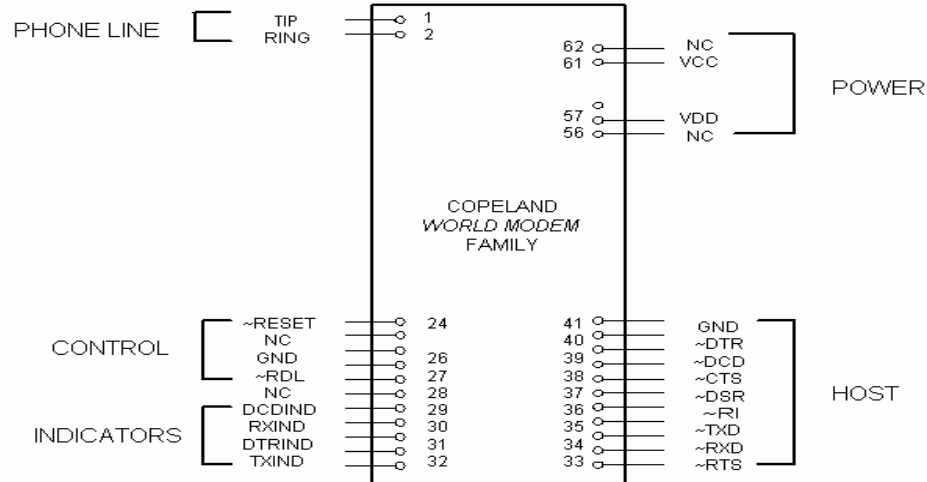 PHONE LINE
TIP
RING
1
2
62 NC
61 VCC
57 VDD
56 NC
POWER
COPELAND
WORLD MODEM
FAMILY
CONTROL
~RESET 24
NC
GND 26
~RDL 27
NC 28
INDICATORS
DCDIND 29
RXIND 30
DTRIND 31
TXIND 32
41 GND
40 ~DTR
39 ~DCD
38 ~CTS
37 ~DSR
36 ~RI
35 ~TXD
34 ~RXD
33 ~RTS
HOST